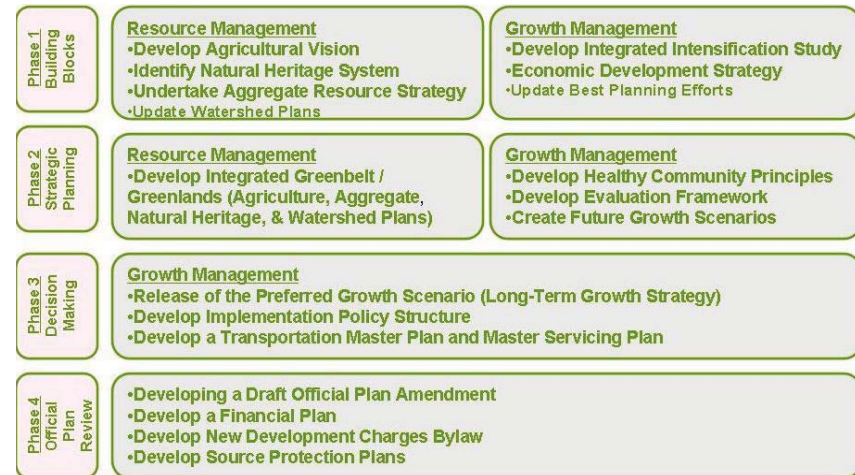 Phase 1
Building
Blocks
Resource Management
•Develop Agricultural Vision
•Identify Natural Heritage System
•Undertake Aggregate Resource Strategy
•Update Watershed Plans
Growth Management
•Develop Integrated Intensification Study
•Economic Development Strategy
•Update Best Planning Efforts
Phase 2
Strategic
Planning
Resource Management
•Develop Integrated Greenbelt /
Greenlands (Agriculture, Aggregate,
Natural Heritage, & Watershed Plans)
Growth Management
•Develop Healthy Community Principles
•Develop Evaluation Framework
•Create Future Growth Scenarios
Phase 3
Decision
Making
Growth Management
•Release of the Preferred Growth Scenario (Long-Term Growth Strategy)
•Develop Implementation Policy Structure
•Develop a Transportation Master Plan and Master Servicing Plan
Phase 4
Official
Plan
Review
•Developing a Draft Official Plan Amendment
•Develop a Financial Plan
•Develop New Development Charges Bylaw
•Develop Source Protection Plans